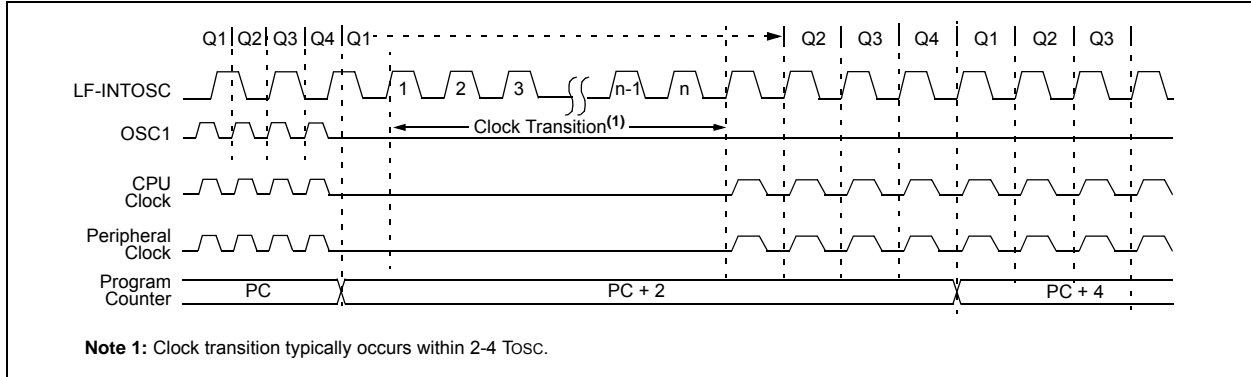 Q1 Q2 Q3 Q4 Q1 Q2 Q3 Q4 Q1 Q2 Q3
LF-INTOSC 1 2 3 n-1 n
OSC1 Clock Transition(1)
CPU
Clock
Peripheral
Clock
Program
Counter PC PC + 2 PC + 4
Note 1: Clock transition typically occurs within 2-4 TOSC.